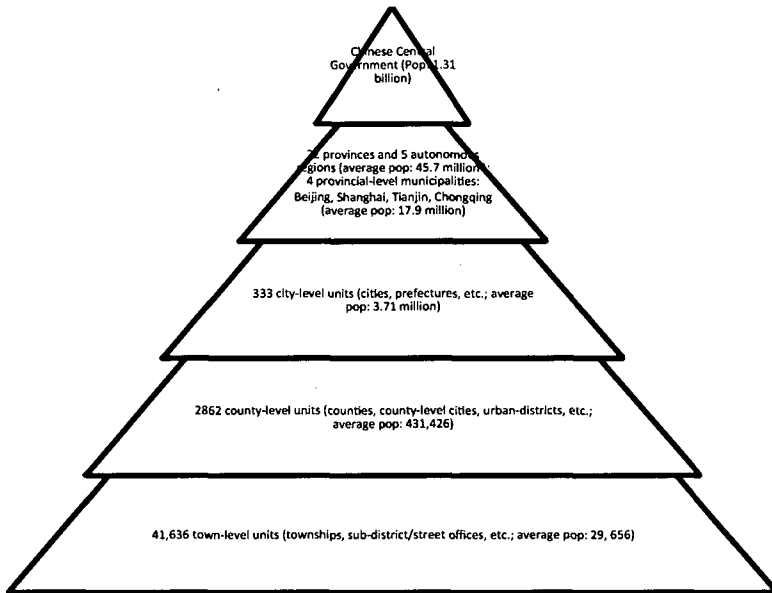 Chinese Central
Government (Pop: 1.31
billion)
22 provinces and 5 autonomous
regions (average pop: 45.7 million);
4 provincial-level municipalities:
Beijing, Shanghai, Tianjin, Chongqing
(average pop: 17.9 million)
333 city-level units (cities, prefectures, etc.; average
pop: 3.71 million)
2862 county-level units (counties, county-level cities, urban-districts, etc.;
average pop: 431,426)
41,636 town-level units (townships, sub-district/street offices, etc.; average pop: 29, 656)